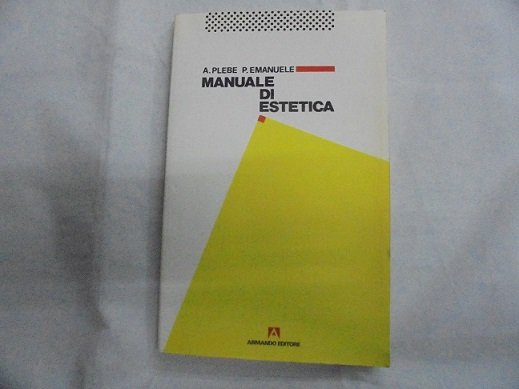 A. PLEBE P. EMANUELE
MANUALE
DI
ESTETICA
A
ARMANDO EDITORE